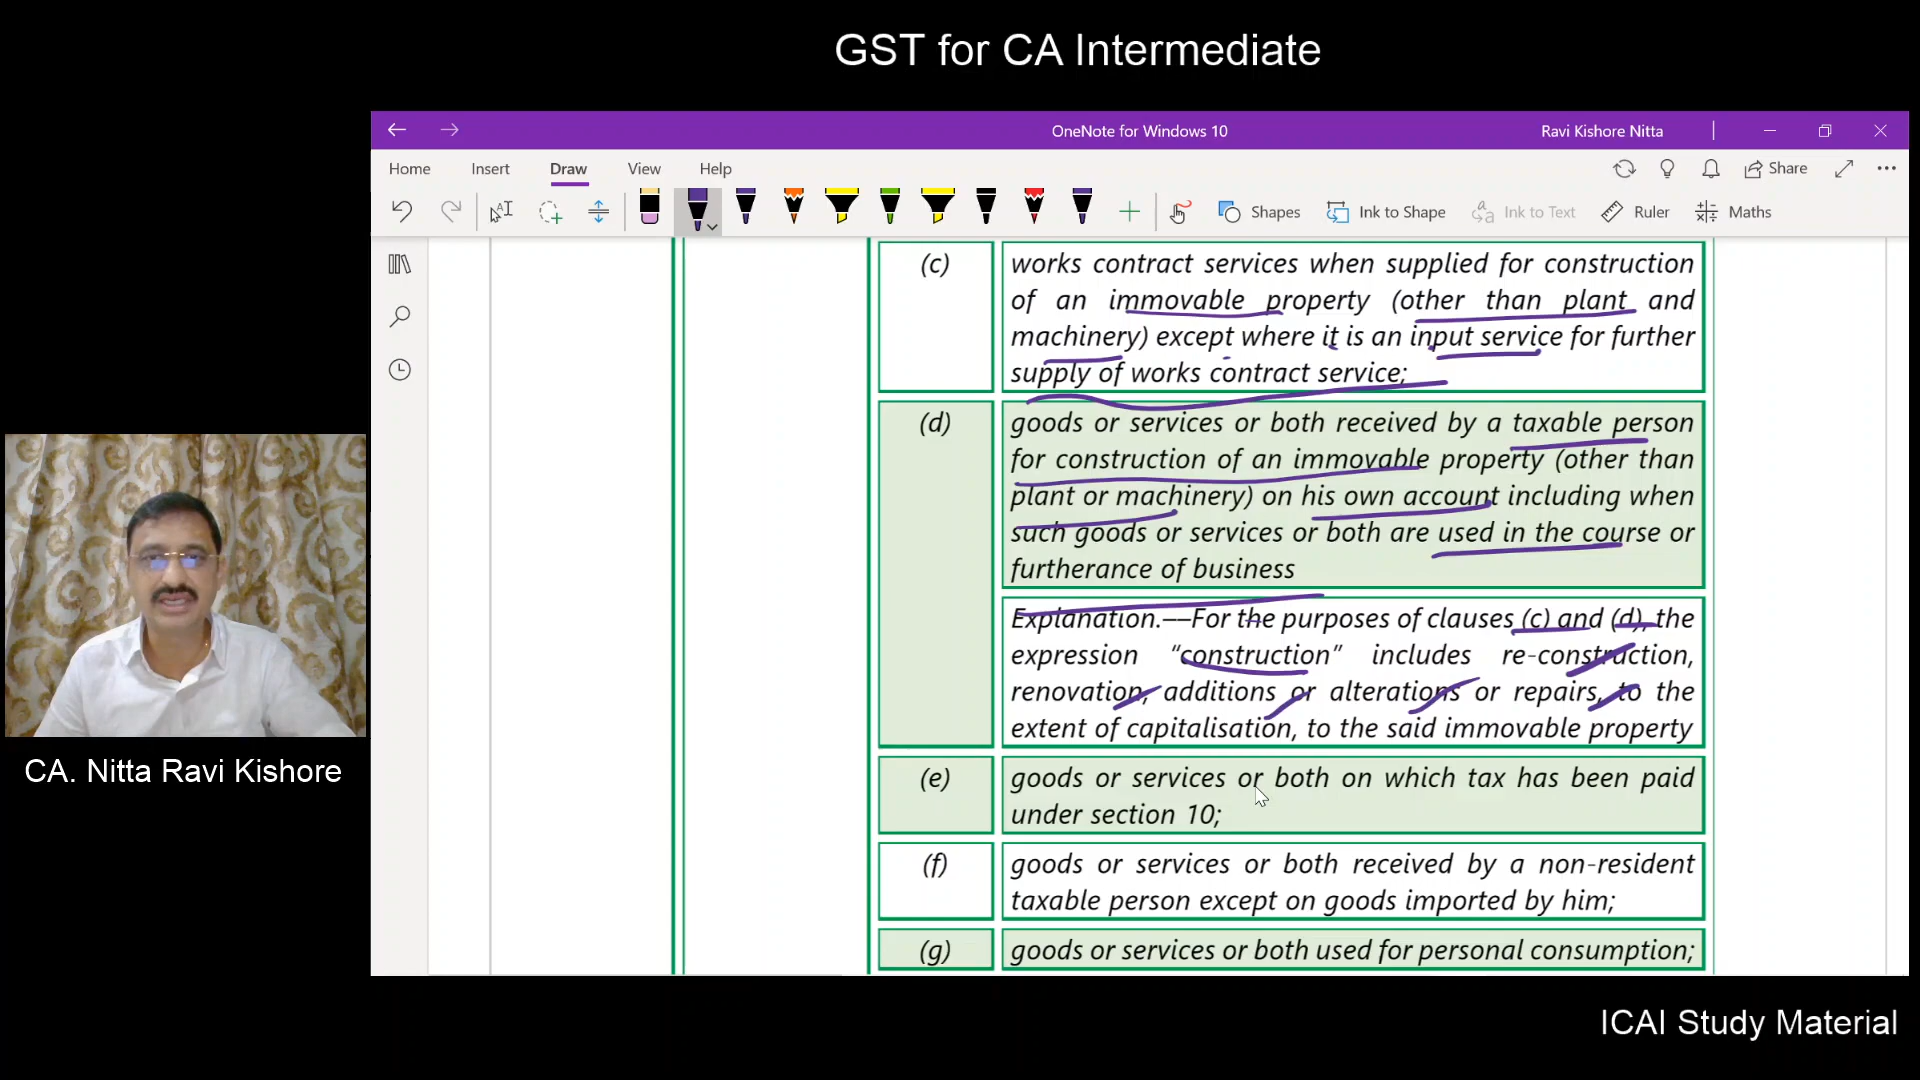 GST for CA Intermediate
OneNote for Windows 10
Ravi Kishore Nitta
Home Insert Draw View Help
Share
Shapes Ink to Shape Ink to Text Ruler Maths
(c) works contract services when supplied for construction
of an immovable property (other than plant and
machinery) except where it is an input service for further
supply of works contract service;
(d) goods or services or both received by a taxable person
for construction of an immovable property (other than
plant or machinery) on his own account including when
such goods or services or both are used in the course or
furtherance of business
Explanation.––For the purposes of clauses (c) and (d), the
expression “construction” includes re-construction,
renovation, additions or alterations or repairs, to the
extent of capitalisation, to the said immovable property
(e) goods or services or both on which tax has been paid
under section 10;
(f) goods or services or both received by a non-resident
taxable person except on goods imported by him;
(g) goods or services or both used for personal consumption;
CA. Nitta Ravi Kishore
ICAI Study Material